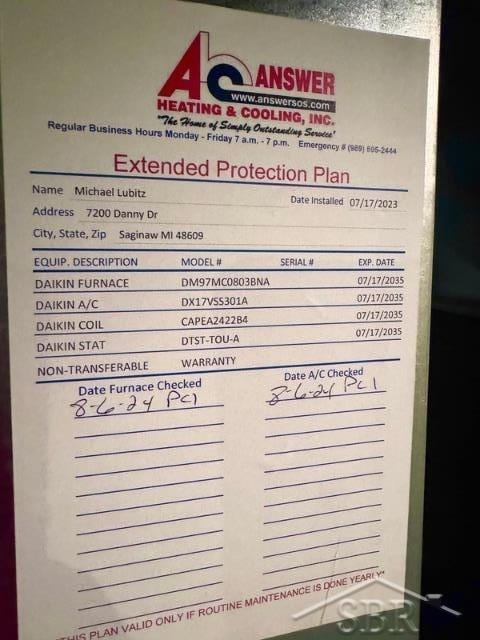 AC ANSWER
www.answersos.com
HEATING & COOLING, INC.
"The Home of Simply Outstanding Service"
Regular Business Hours Monday - Friday 7 a.m. - 7 p.m. Emergency # (989) 605-2444
Extended Protection Plan
Name Michael Lubitz Date Installed 07/17/2023
Address 7200 Danny Dr
City, State, Zip Saginaw MI 48609
EQUIP. DESCRIPTION MODEL # SERIAL # EXP. DATE
DAIKIN FURNACE DM97MC0803BNA 07/17/2035
DAIKIN A/C DX17VSS301A 07/17/2035
DAIKIN COIL CAPEA2422B4 07/17/2035
DAIKIN STAT DTST-TOU-A 07/17/2035
NON-TRANSFERABLE WARRANTY
Date Furnace Checked Date A/C Checked
8-6-24 PC1 8-6-24 PC1
THIS PLAN VALID ONLY IF ROUTINE MAINTENANCE IS DONE YEARLY"
SBR